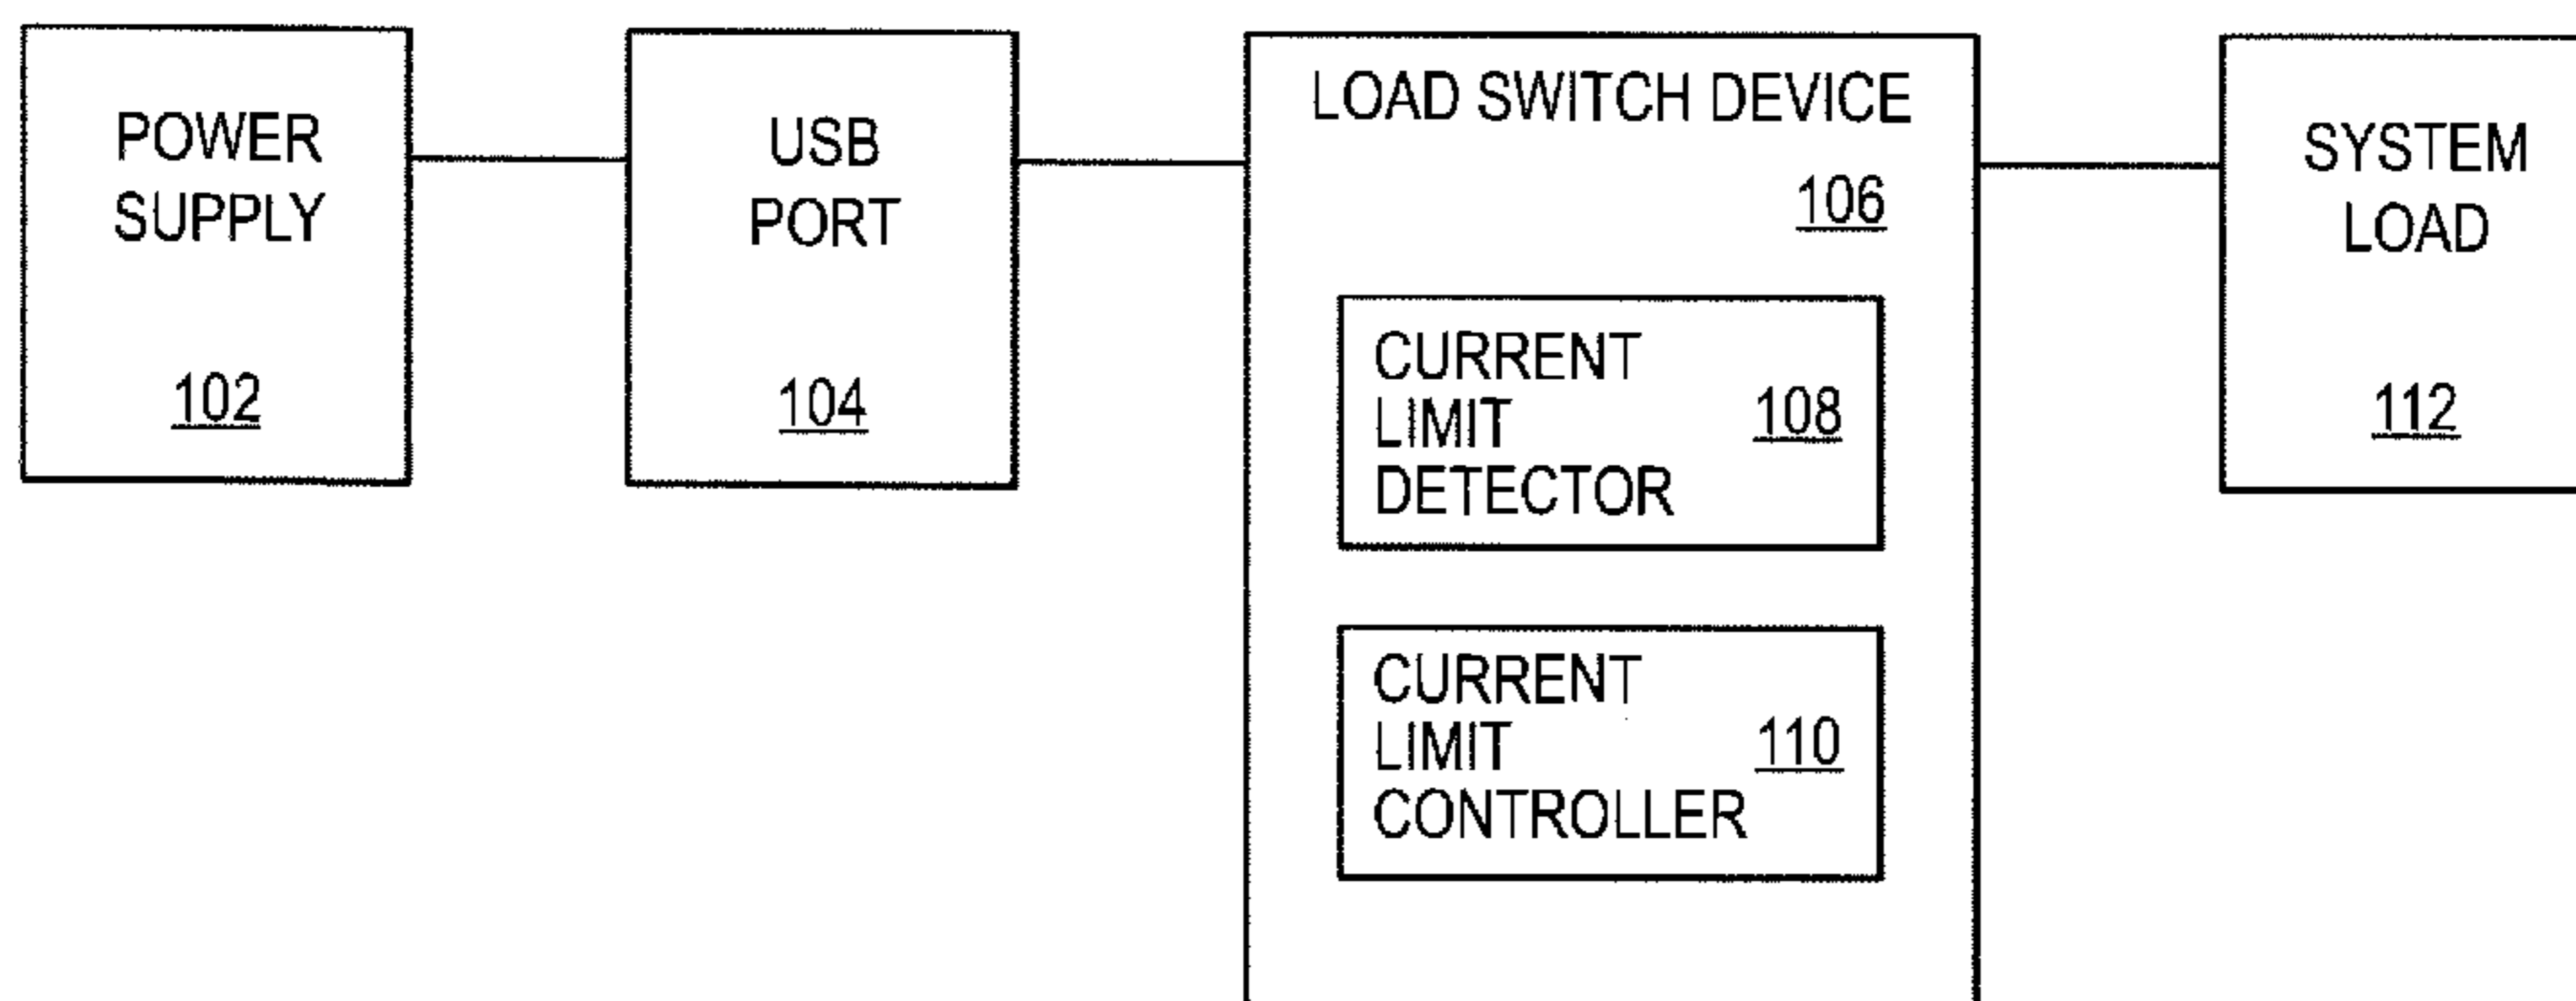 POWER
SUPPLY
102
USB
PORT
104
LOAD SWITCH DEVICE
106
CURRENT
LIMIT
DETECTOR
108
CURRENT
LIMIT
CONTROLLER
110
SYSTEM
LOAD
112